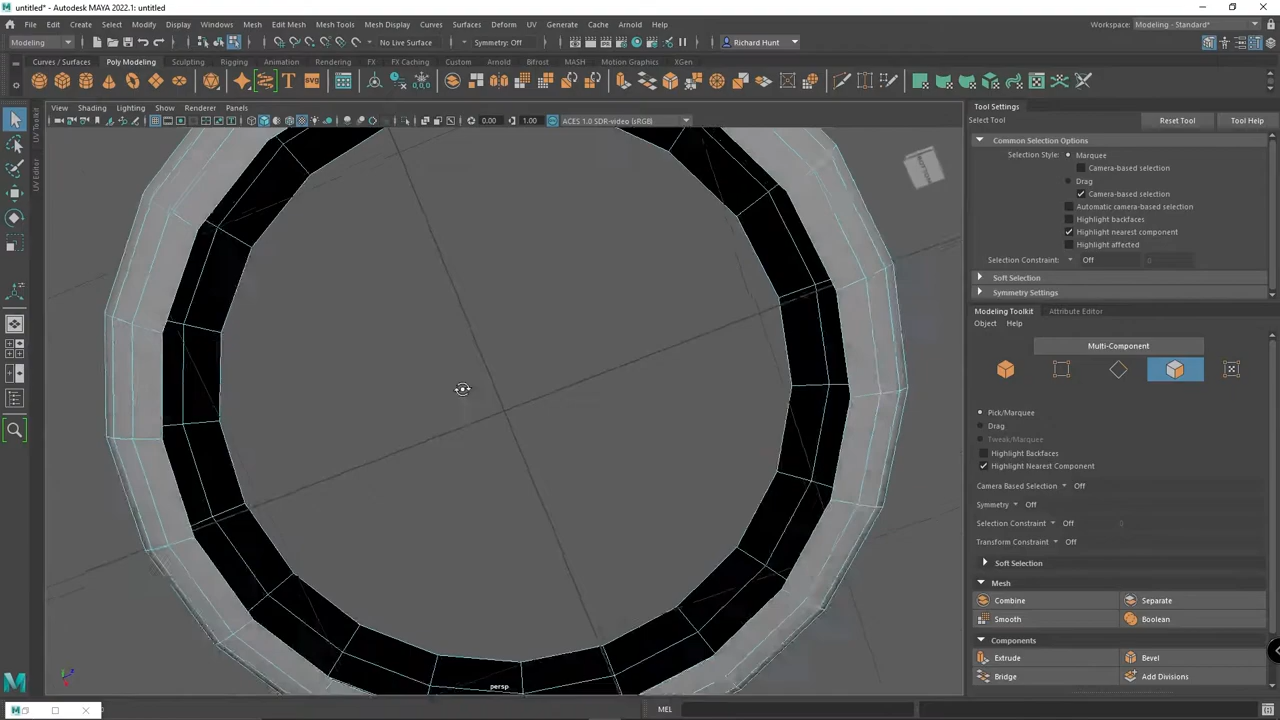 untitled* - Autodesk MAYA 2022.1: untitled
File Edit Create Select Modify Display Windows Mesh Edit Mesh Mesh Tools Mesh Display Curves Surfaces Deform UV Generate Cache Arnold Help
Workspace: Modeling - Standard*
Modeling No Live Surface Symmetry: Off Richard Hunt
Curves / Surfaces Poly Modeling Sculpting Rigging Animation Rendering FX FX Caching Custom Arnold Bifrost MASH Motion Graphics XGen
View Shading Lighting Show Renderer Panels
0.00 1.00 ACES 1.0 SDR-video (sRGB)
UV Toolkit
UV Editor
persp
Tool Settings
Select Tool Reset Tool Tool Help
Common Selection Options
Selection Style: Marquee
Camera-based selection
Drag
Camera-based selection
Automatic camera-based selection
Highlight backfaces
Highlight nearest component
Highlight affected
Selection Constraint: Off
Soft Selection
Symmetry Settings
Modeling Toolkit Attribute Editor
Object Help
Multi-Component
Pick/Marquee
Drag
Tweak/Marquee
Highlight Backfaces
Highlight Nearest Component
Camera Based Selection Off
Symmetry Off
Selection Constraint Off 0
Transform Constraint Off
Soft Selection
Mesh
Combine Separate
Smooth Boolean
Components
Extrude Bevel
Bridge Add Divisions
MEL